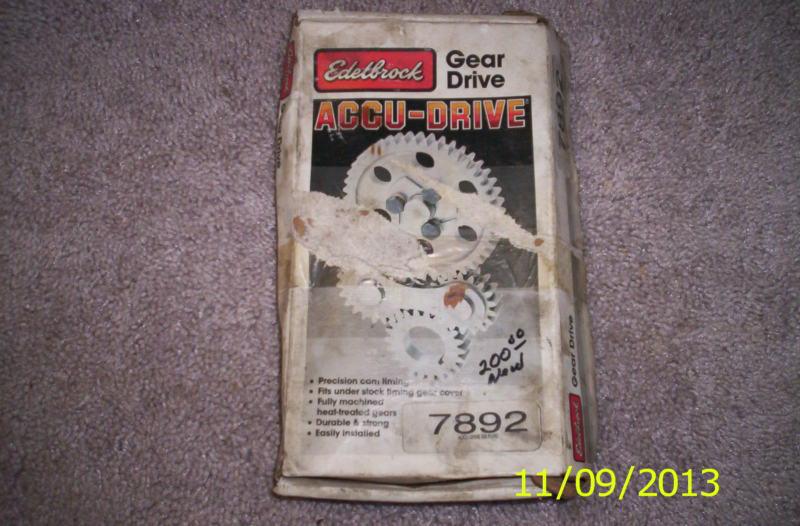 Edelbrock
Gear
Drive
ACCU-DRIVE
200.00
New
• Precision cam timing
• Fits under stock timing gear cover
• Fully machined
heat-treated gears
• Durable & strong
• Easily installed
7892
Gear Drive
Edelbrock
11/09/2013